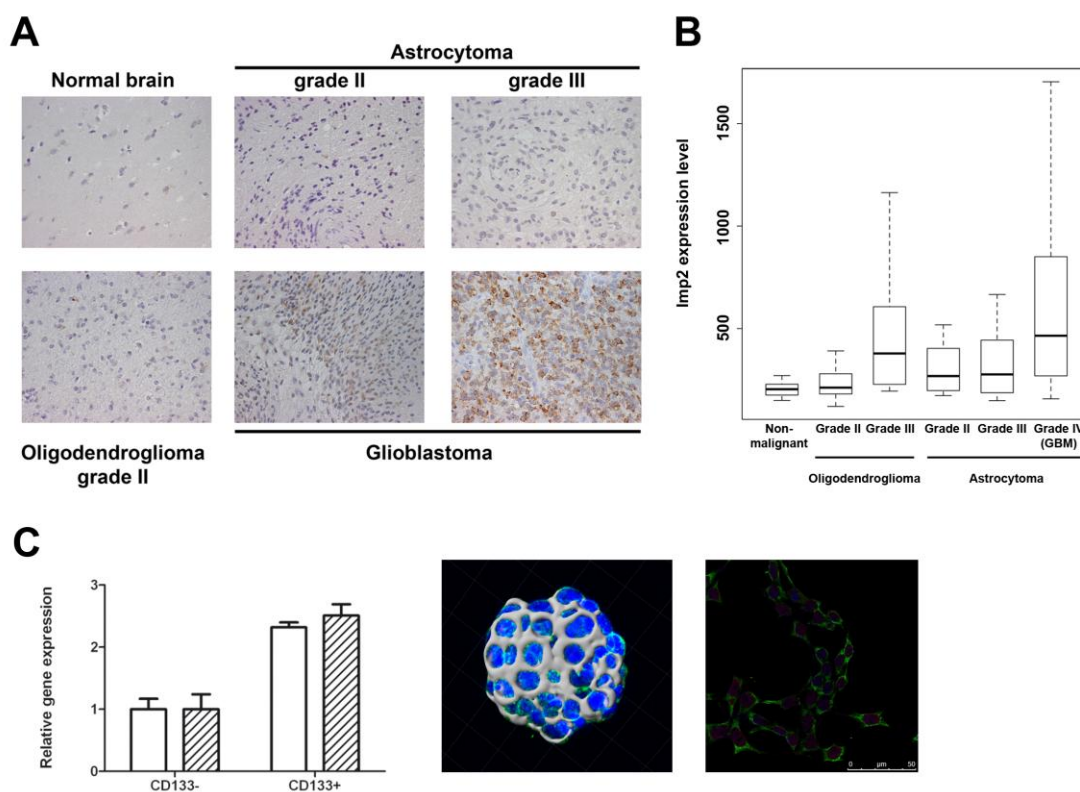 A
Astrocytoma
Normal brain
grade II
grade III
Oligodendroglioma
grade II
Glioblastoma
B
Imp2 expression level
1500
1000
500
Non-
malignant
Grade II
Grade III
Grade II
Grade III
Grade IV
(GBM)
Oligodendroglioma
Astrocytoma
C
Relative gene expression
3
2
1
0
CD133-
CD133+
0
µm
50